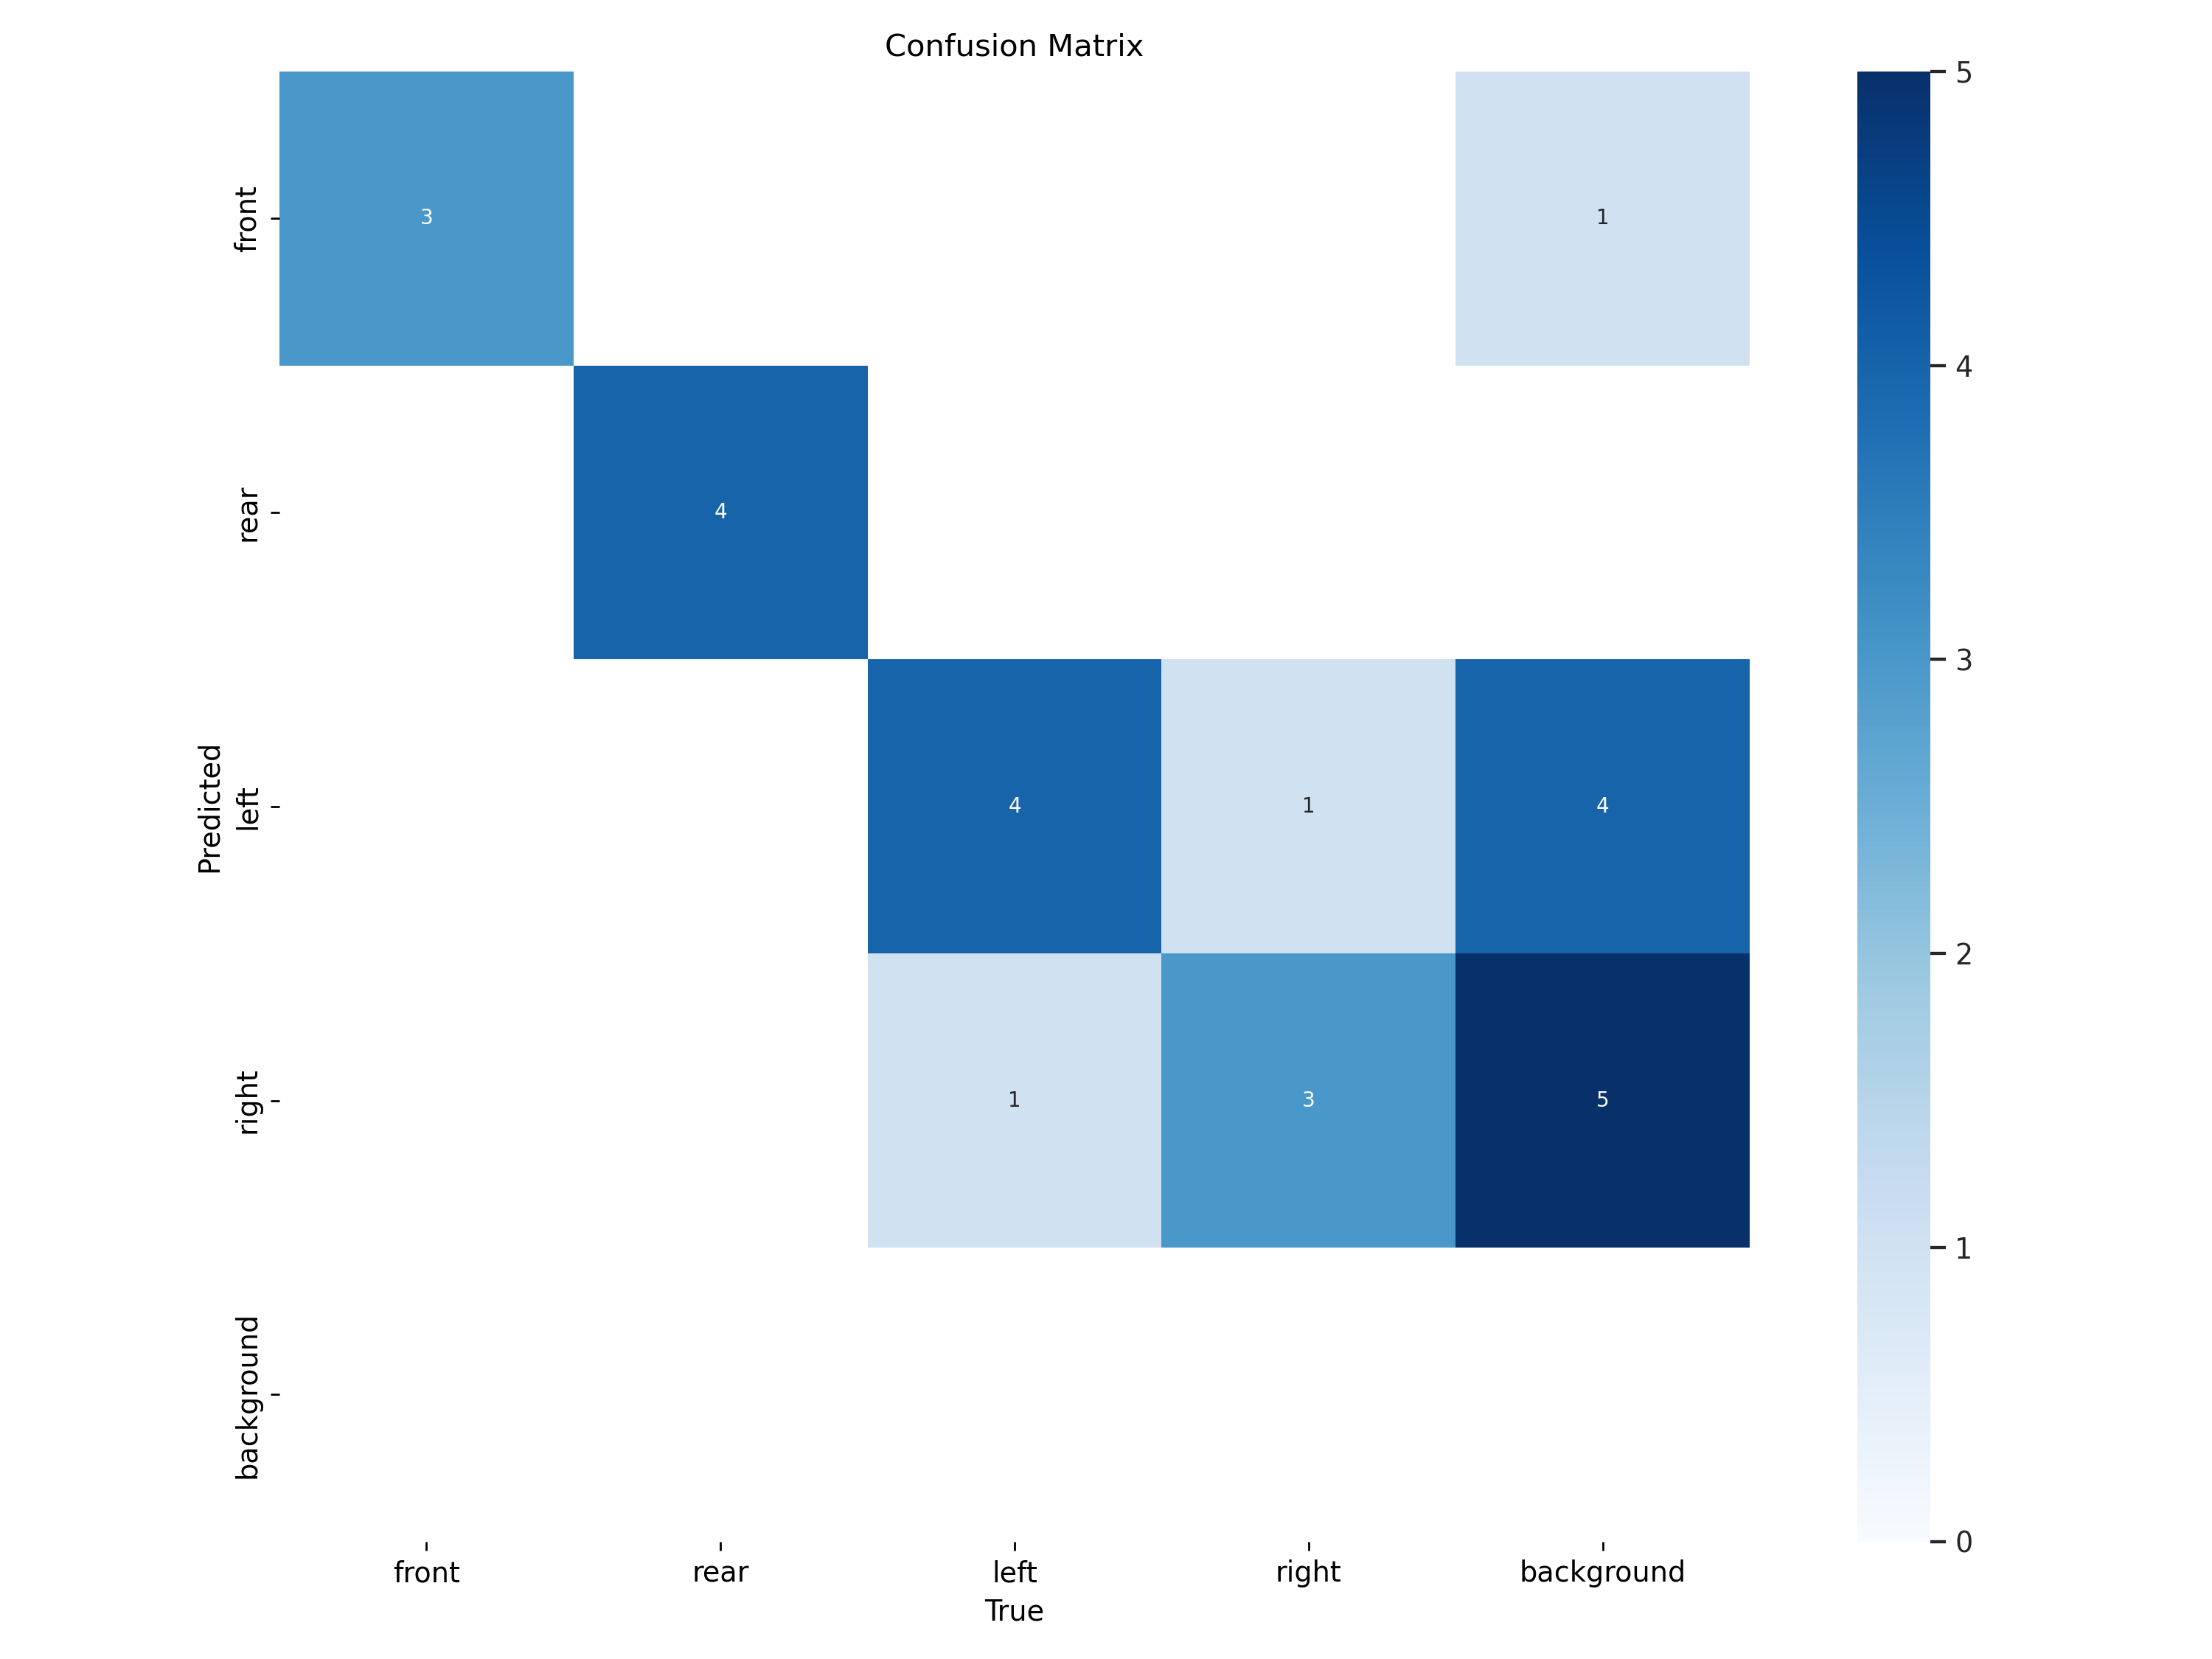 Confusion Matrix
front
rear
left
right
background
Predicted
3
1
4
4
1
4
1
3
5
front
rear
left
right
background
True
5
4
3
2
1
0